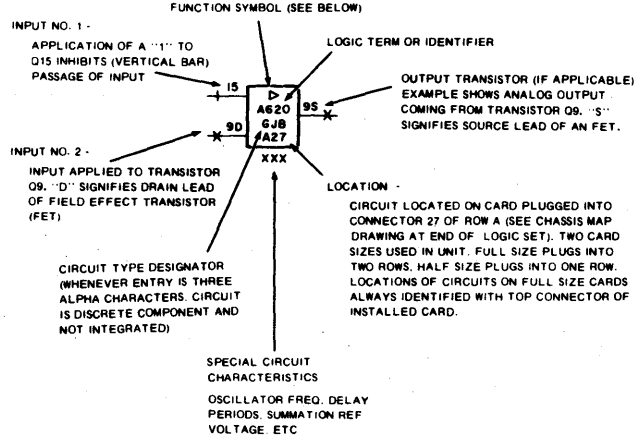 FUNCTION SYMBOL (SEE BELOW)
INPUT NO. 1 -
APPLICATION OF A "1" TO
Q15 INHIBITS (VERTICAL BAR)
PASSAGE OF INPUT
LOGIC TERM OR IDENTIFIER
OUTPUT TRANSISTOR (IF APPLICABLE)
EXAMPLE SHOWS ANALOG OUTPUT
COMING FROM TRANSISTOR Q9. "S"
SIGNIFIES SOURCE LEAD OF AN FET.
15
▷
A620
GJB
A27
9S
9D
XXX
INPUT NO. 2 -
INPUT APPLIED TO TRANSISTOR
Q9. "D" SIGNIFIES DRAIN LEAD
OF FIELD EFFECT TRANSISTOR
(FET)
LOCATION -
CIRCUIT LOCATED ON CARD PLUGGED INTO
CONNECTOR 27 OF ROW A (SEE CHASSIS MAP
DRAWING AT END OF LOGIC SET). TWO CARD
SIZES USED IN UNIT. FULL SIZE PLUGS INTO
TWO ROWS. HALF SIZE PLUGS INTO ONE ROW.
LOCATIONS OF CIRCUITS ON FULL SIZE CARDS
ALWAYS IDENTIFIED WITH TOP CONNECTOR OF
INSTALLED CARD.
CIRCUIT TYPE DESIGNATOR
(WHENEVER ENTRY IS THREE
ALPHA CHARACTERS. CIRCUIT
IS DISCRETE COMPONENT AND
NOT INTEGRATED)
SPECIAL CIRCUIT
CHARACTERISTICS
OSCILLATOR FREQ. DELAY
PERIODS. SUMMATION REF
VOLTAGE. ETC